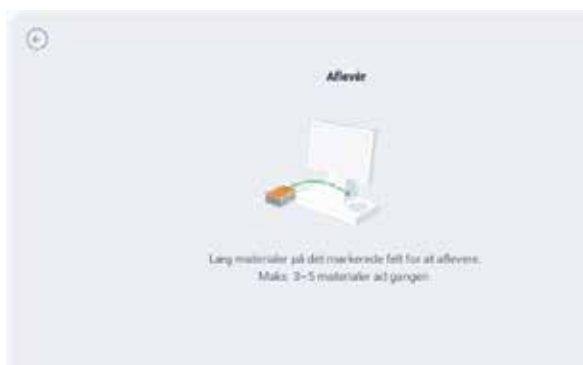 Aflevér
Læg materialer på det markerede felt for at aflevere.
Maks. 3-5 materialer ad gangen